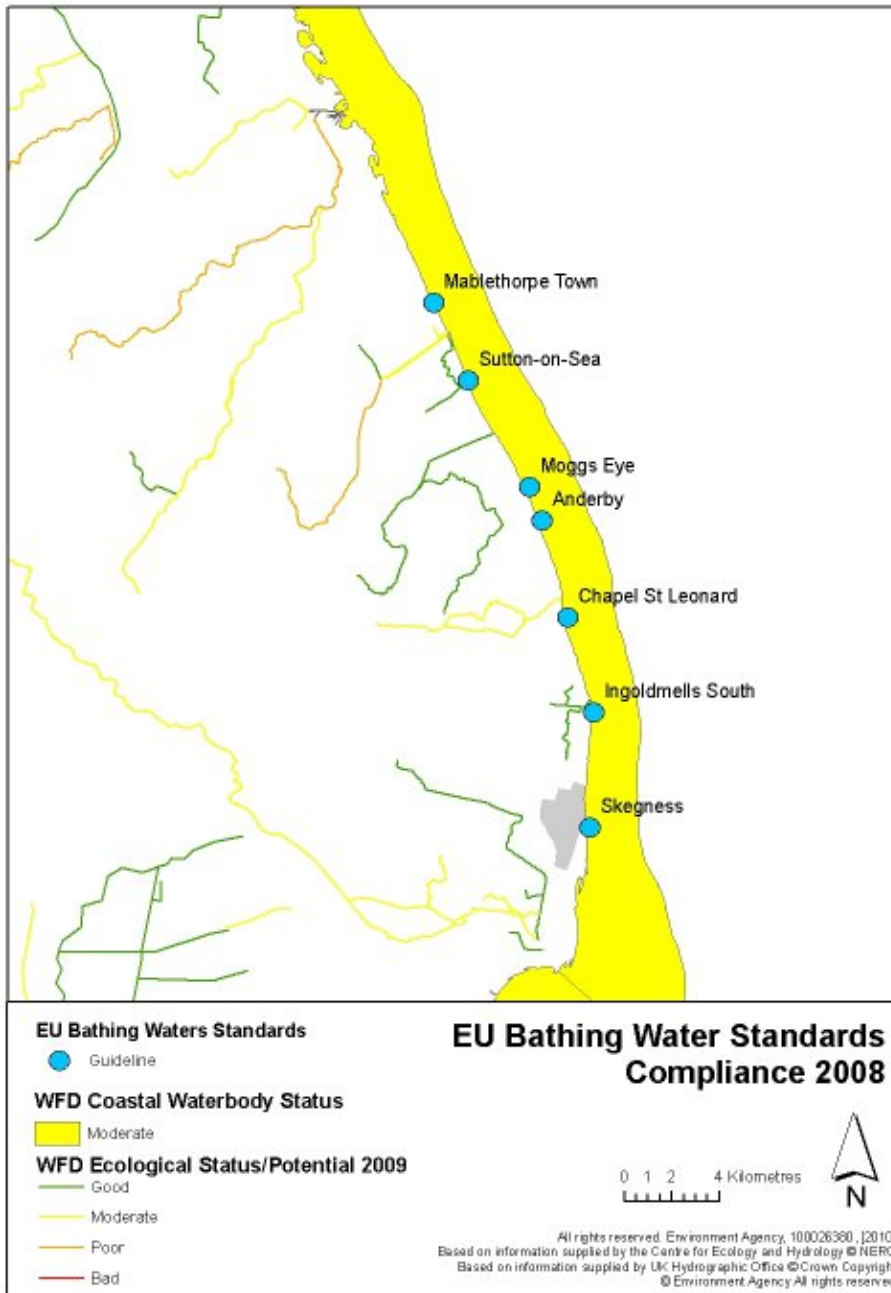 Mablethorpe Town
Sutton-on-Sea
Moggs Eye
Anderby
Chapel St Leonard
Ingoldmells South
Skegness
EU Bathing Waters Standards
Guideline
WFD Coastal Waterbody Status
Moderate
WFD Ecological Status/Potential 2009
Good
Moderate
Poor
Bad
EU Bathing Water Standards
Compliance 2008
0 1 2 4 Kilometres
N
All rights reserved. Environment Agency, 100026380, [2010
Based on information supplied by the Centre for Ecology and Hydrology © NERC
Based on information supplied by UK Hydrographic Office © Crown Copyrigh
© Environment Agency All rights reserve